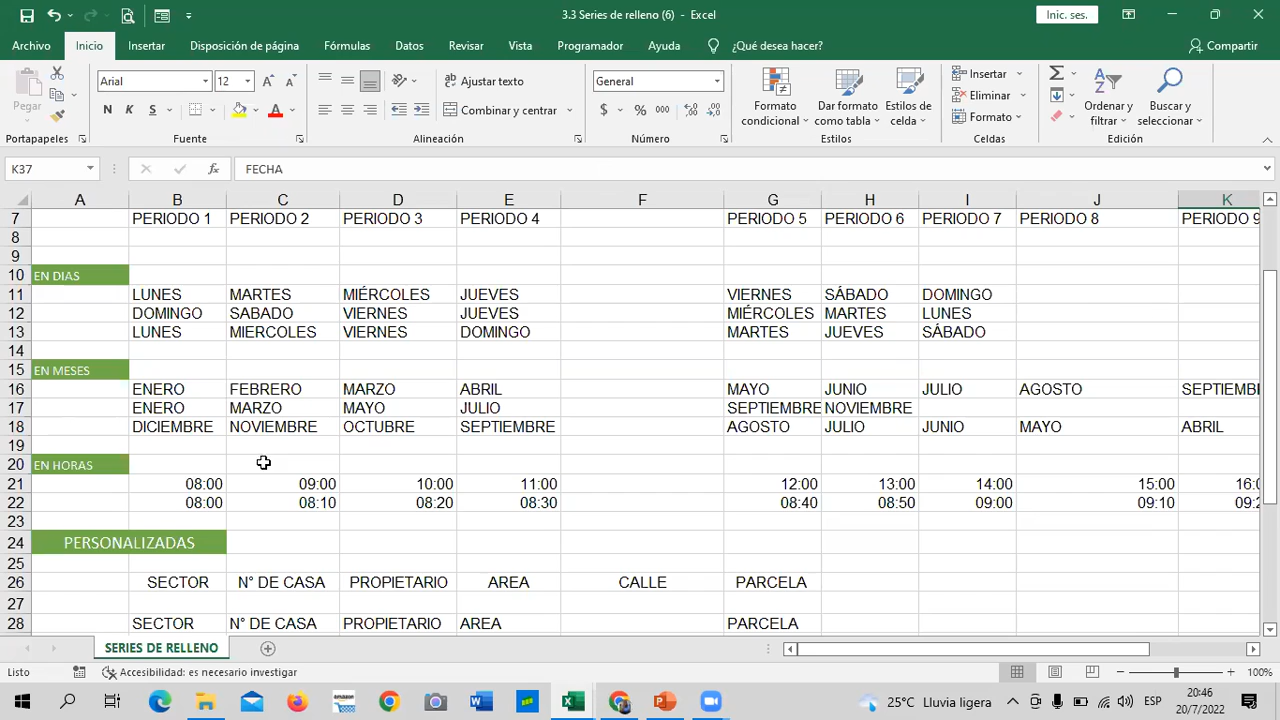 3.3 Series de relleno (6) - Excel
Inic. ses.
Archivo Inicio Insertar Disposición de página Fórmulas Datos Revisar Vista Programador Ayuda ¿Qué desea hacer? Compartir
Pegar
Arial 12
N K S
Ajustar texto
Combinar y centrar
General
$ % 000
Formato condicional
Dar formato como tabla
Estilos de celda
Insertar
Eliminar
Formato
Ordenar y filtrar
Buscar y seleccionar
Portapapeles Fuente Alineación Número Estilos Celdas Edición
K37 fx FECHA
A B C D E F G H I J K
7 PERIODO 1 PERIODO 2 PERIODO 3 PERIODO 4 PERIODO 5 PERIODO 6 PERIODO 7 PERIODO 8 PERIODO 9
8
9
10 EN DIAS
11 LUNES MARTES MIÉRCOLES JUEVES VIERNES SÁBADO DOMINGO
12 DOMINGO SABADO VIERNES JUEVES MIÉRCOLES MARTES LUNES
13 LUNES MIERCOLES VIERNES DOMINGO MARTES JUEVES SÁBADO
14
15 EN MESES
16 ENERO FEBRERO MARZO ABRIL MAYO JUNIO JULIO AGOSTO SEPTIEMB
17 ENERO MARZO MAYO JULIO SEPTIEMBRE NOVIEMBRE
18 DICIEMBRE NOVIEMBRE OCTUBRE SEPTIEMBRE AGOSTO JULIO JUNIO MAYO ABRIL
19
20 EN HORAS
21 08:00 09:00 10:00 11:00 12:00 13:00 14:00 15:00 16:0
22 08:00 08:10 08:20 08:30 08:40 08:50 09:00 09:10 09:2
23
24 PERSONALIZADAS
25
26 SECTOR N° DE CASA PROPIETARIO AREA CALLE PARCELA
27
28 SECTOR N° DE CASA PROPIETARIO AREA PARCELA
SERIES DE RELLENO
Listo Accesibilidad: es necesario investigar 100%
25°C Lluvia ligera ESP 20:46
20/7/2022